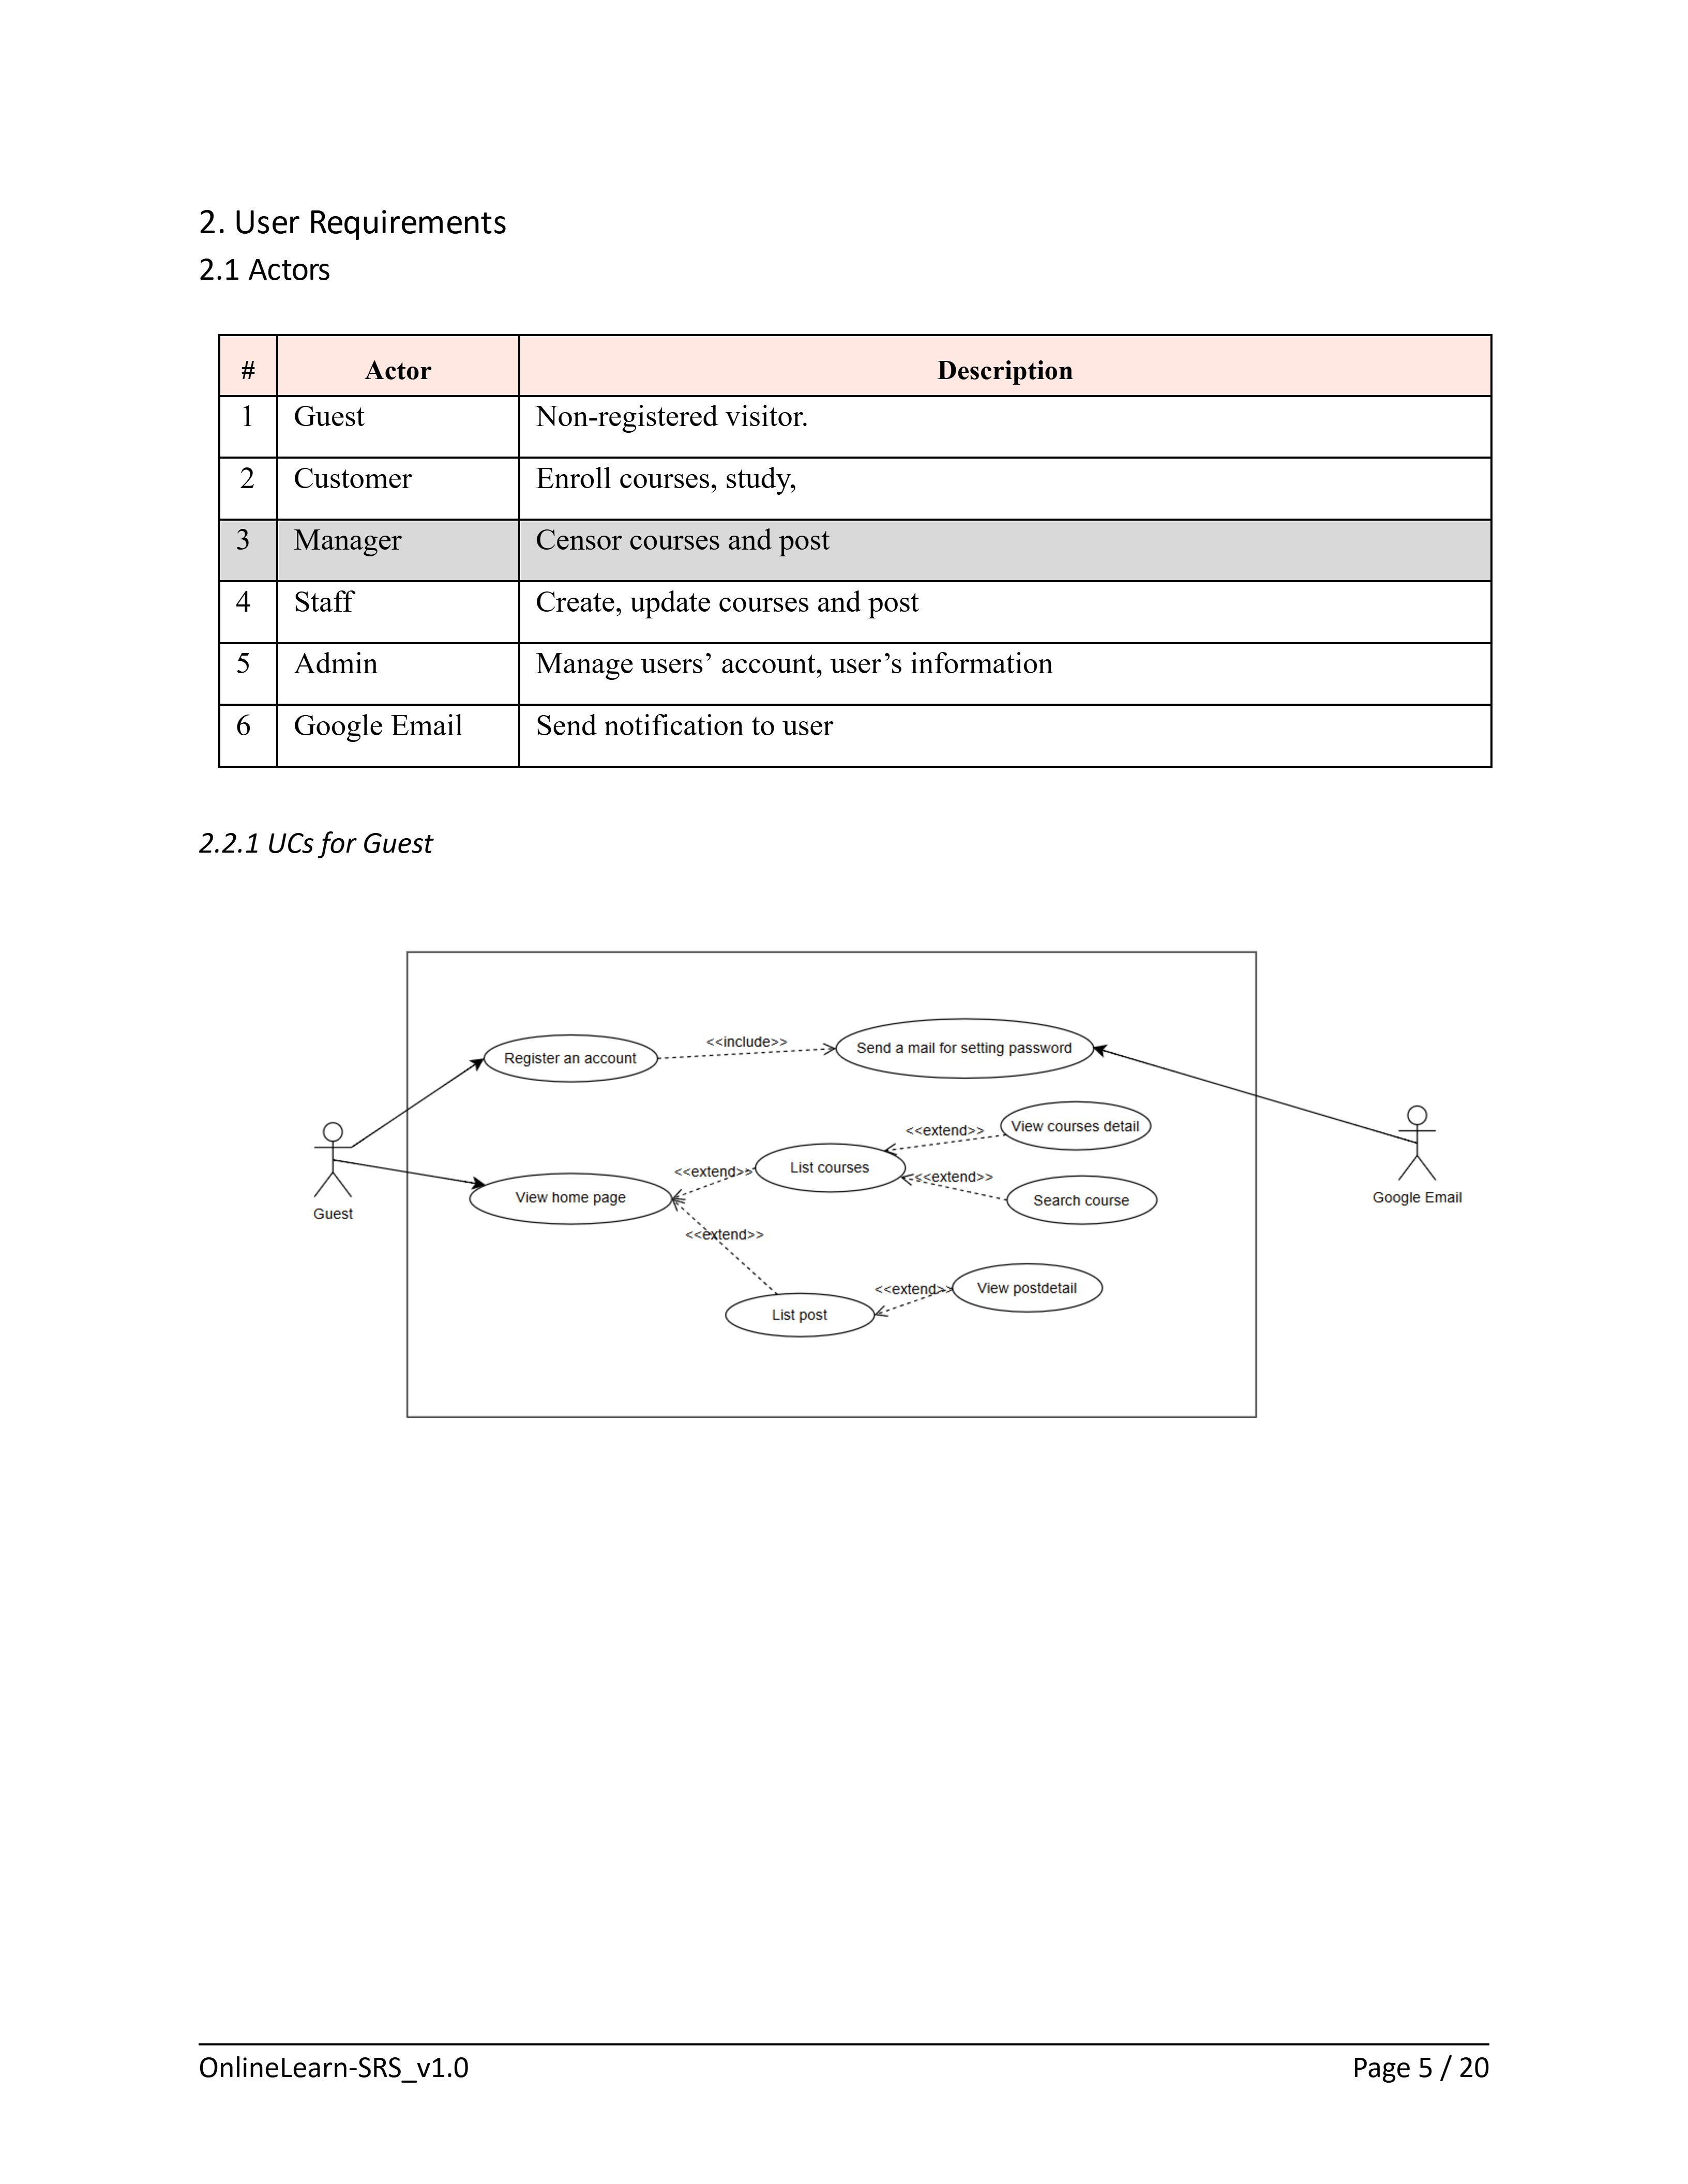 2. User Requirements
2.1 Actors
# Actor Description
1 Guest Non-registered visitor.
2 Customer Enroll courses, study,
3 Manager Censor courses and post
4 Staff Create, update courses and post
5 Admin Manage users’ account, user’s information
6 Google Email Send notification to user
2.2.1 UCs for Guest
Register an account
<<include>>
Send a mail for setting password
<<extend>>
View courses detail
<<extend>>
List courses
<<extend>>
Search course
View home page
Guest
Google Email
<<extend>>
List post
<<extend>>
View postdetail
OnlineLearn-SRS_v1.0 Page 5 / 20